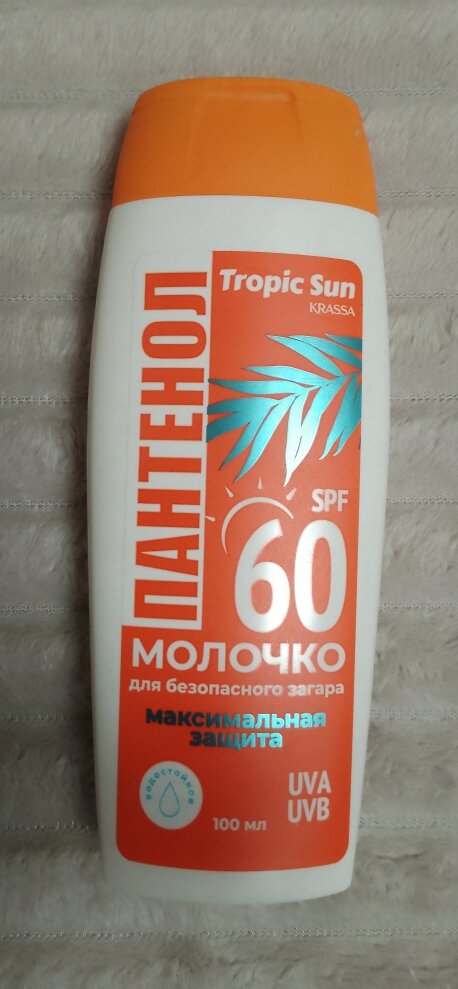 ПАНТЕНОЛ
Tropic Sun
KRASSA
SPF
60
МОЛОЧКО
для безопасного загара
максимальная
защита
водостойкое
UVA
UVB
100 мл